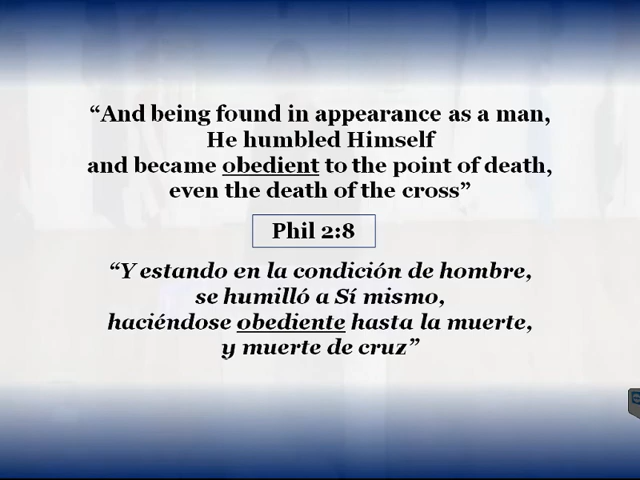 “And being found in appearance as a man,
He humbled Himself
and became obedient to the point of death,
even the death of the cross”
Phil 2:8
“Y estando en la condición de hombre,
se humilló a Sí mismo,
haciéndose obediente hasta la muerte,
y muerte de cruz”